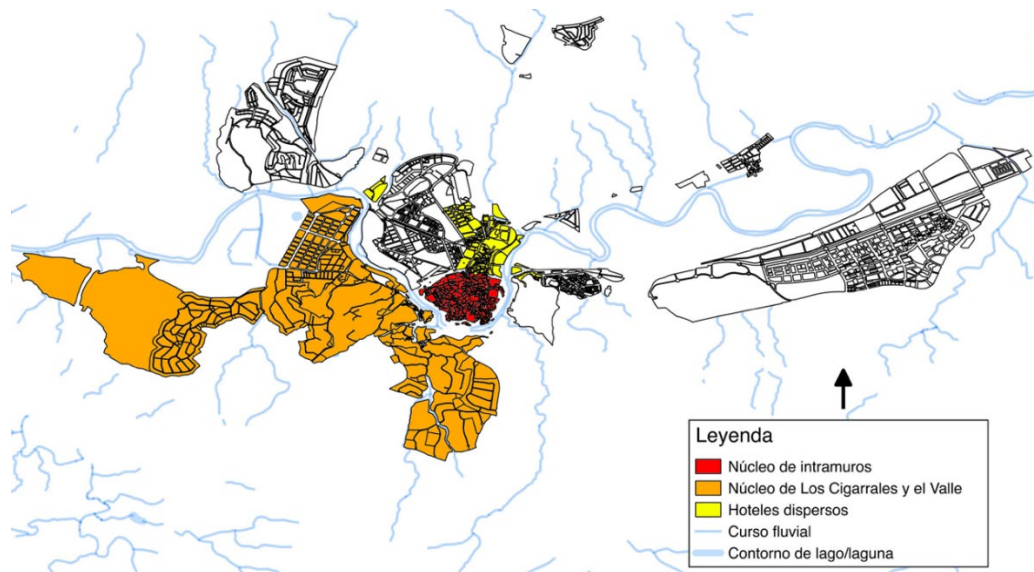 Leyenda
Núcleo de intramuros
Núcleo de Los Cigarrales y el Valle
Hoteles dispersos
Curso fluvial
Contorno de lago/laguna